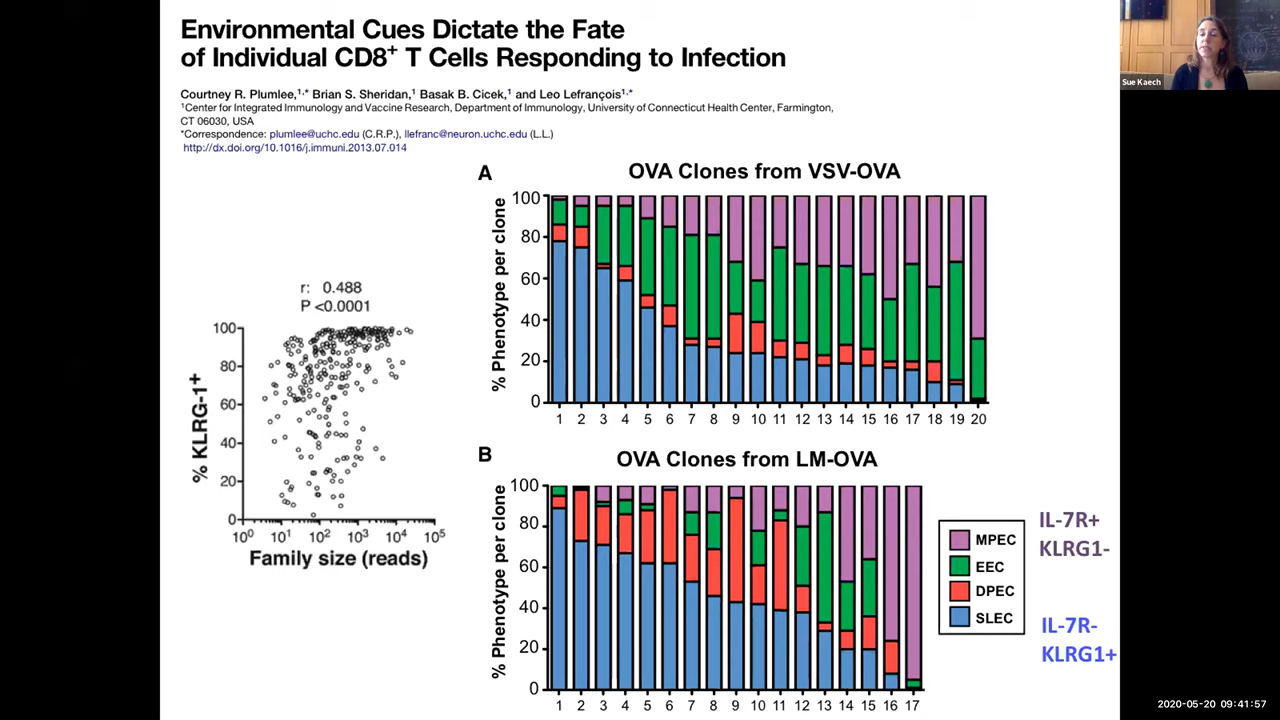 Environmental Cues Dictate the Fate
of Individual CD8⁺ T Cells Responding to Infection
Courtney R. Plumlee,¹,* Brian S. Sheridan,¹ Basak B. Cicek,¹ and Leo Lefrançois¹,*
¹Center for Integrated Immunology and Vaccine Research, Department of Immunology, University of Connecticut Health Center, Farmington,
CT 06030, USA
*Correspondence: plumlee@uchc.edu (C.R.P.), llefranc@neuron.uchc.edu (L.L.)
http://dx.doi.org/10.1016/j.immuni.2013.07.014
Sue Kaech
r: 0.488
P <0.0001
% KLRG-1⁺
100
80
60
40
20
0
10⁰ 10¹ 10² 10³ 10⁴ 10⁵
Family size (reads)
A
OVA Clones from VSV-OVA
% Phenotype per clone
100
80
60
40
20
0
1 2 3 4 5 6 7 8 9 10 11 12 13 14 15 16 17 18 19 20
B
OVA Clones from LM-OVA
% Phenotype per clone
100
80
60
40
20
0
1 2 3 4 5 6 7 8 9 10 11 12 13 14 15 16 17
MPEC
EEC
DPEC
SLEC
IL-7R+
KLRG1-
IL-7R-
KLRG1+
2020-05-20 09:41:57